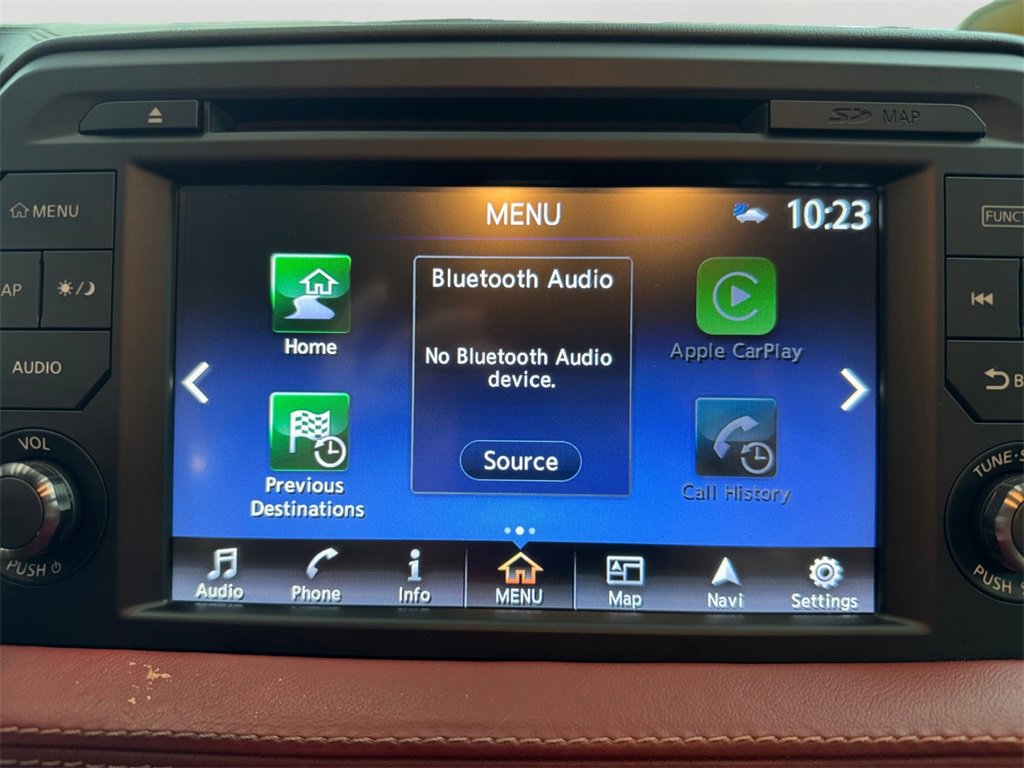 SD MAP
MENU
AP
AUDIO
VOL
PUSH
MENU
10:23
Home
Previous
Destinations
Bluetooth Audio
No Bluetooth Audio
device.
Source
Apple CarPlay
Call History
Audio
Phone
Info
MENU
Map
Navi
Settings
FUNCT
B
TUNE·S
PUSH S